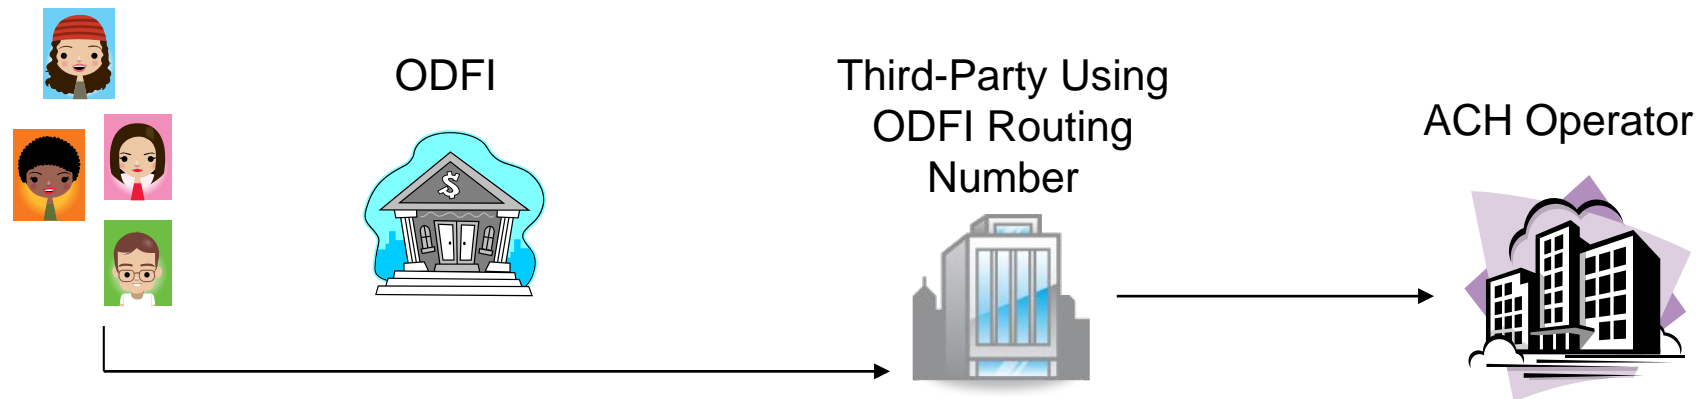 ODFI
Third-Party Using
ODFI Routing
Number
ACH Operator
$